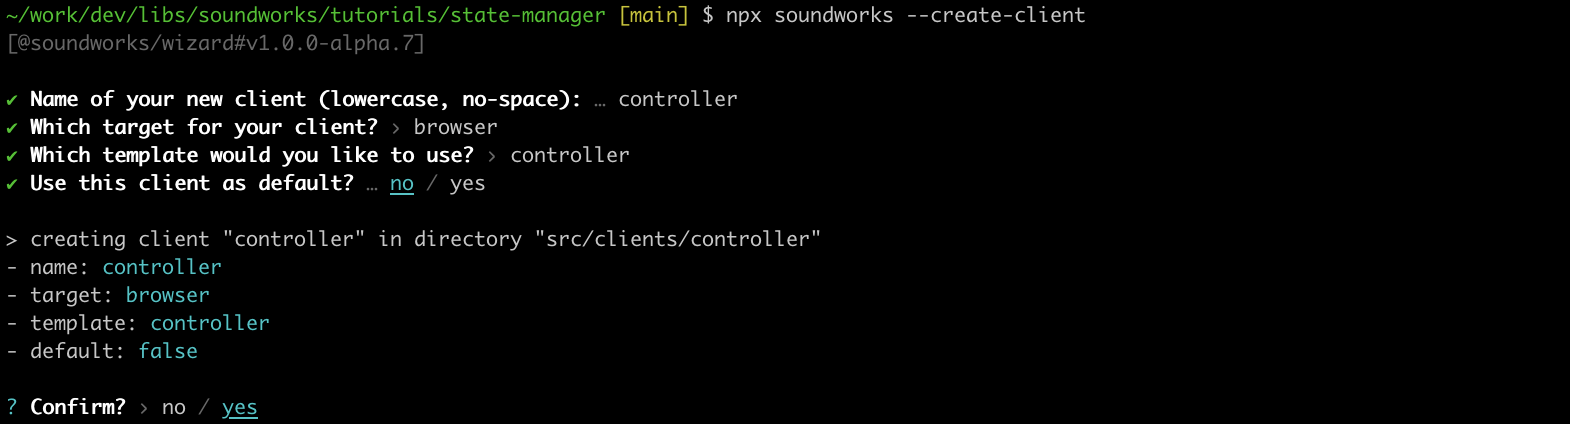 ~/work/dev/libs/soundworks/tutorials/state-manager [main] $ npx soundworks --create-client
[@soundworks/wizard#v1.0.0-alpha.7]
✔ Name of your new client (lowercase, no-space): … controller
✔ Which target for your client? › browser
✔ Which template would you like to use? › controller
✔ Use this client as default? … no / yes
> creating client "controller" in directory "src/clients/controller"
- name: controller
- target: browser
- template: controller
- default: false
? Confirm? › no / yes